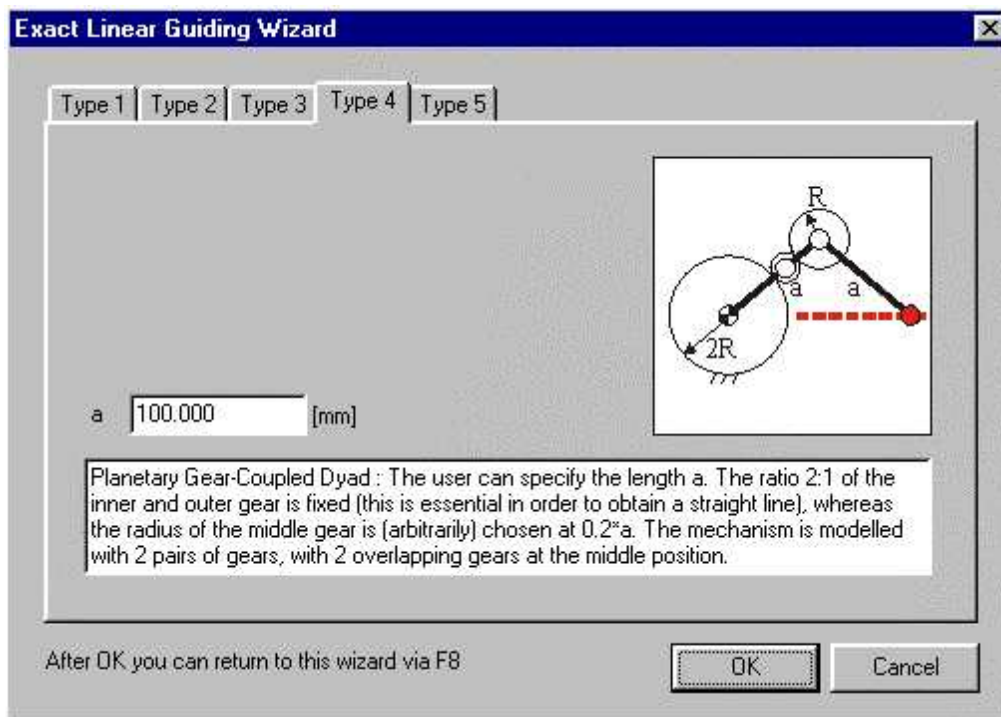 Exact Linear Guiding Wizard
Type 1 Type 2 Type 3 Type 4 Type 5
R
a a
2R
a 100.000 [mm]
Planetary Gear-Coupled Dyad : The user can specify the length a. The ratio 2:1 of the
inner and outer gear is fixed (this is essential in order to obtain a straight line), whereas
the radius of the middle gear is (arbitrarily) chosen at 0.2*a. The mechanism is modelled
with 2 pairs of gears, with 2 overlapping gears at the middle position.
After OK you can return to this wizard via F8
OK Cancel